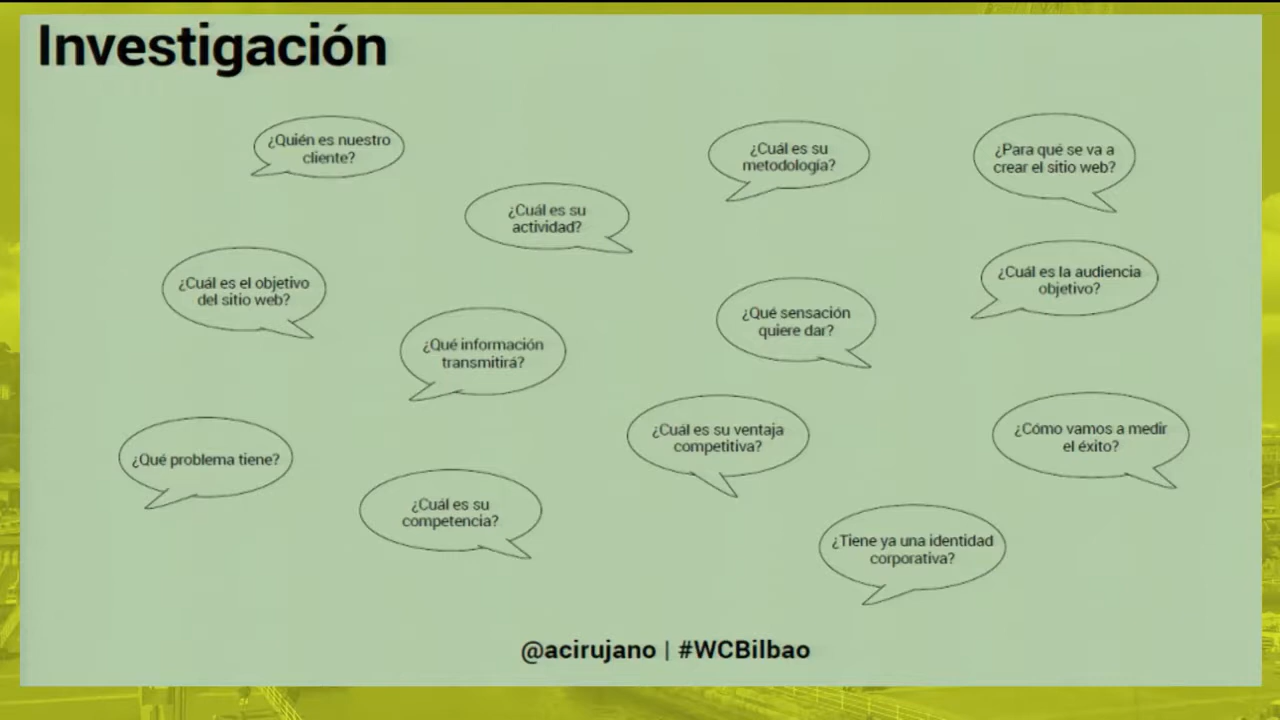 Investigación
¿Quién es nuestro
cliente?
¿Cuál es su
metodología?
¿Para qué se va a
crear el sitio web?
¿Cuál es su
actividad?
¿Cuál es el objetivo
del sitio web?
¿Cuál es la audiencia
objetivo?
¿Qué sensación
quiere dar?
¿Qué información
transmitirá?
¿Cuál es su ventaja
competitiva?
¿Cómo vamos a medir
el éxito?
¿Qué problema tiene?
¿Cuál es su
competencia?
¿Tiene ya una identidad
corporativa?
@acirujano | #WCBilbao